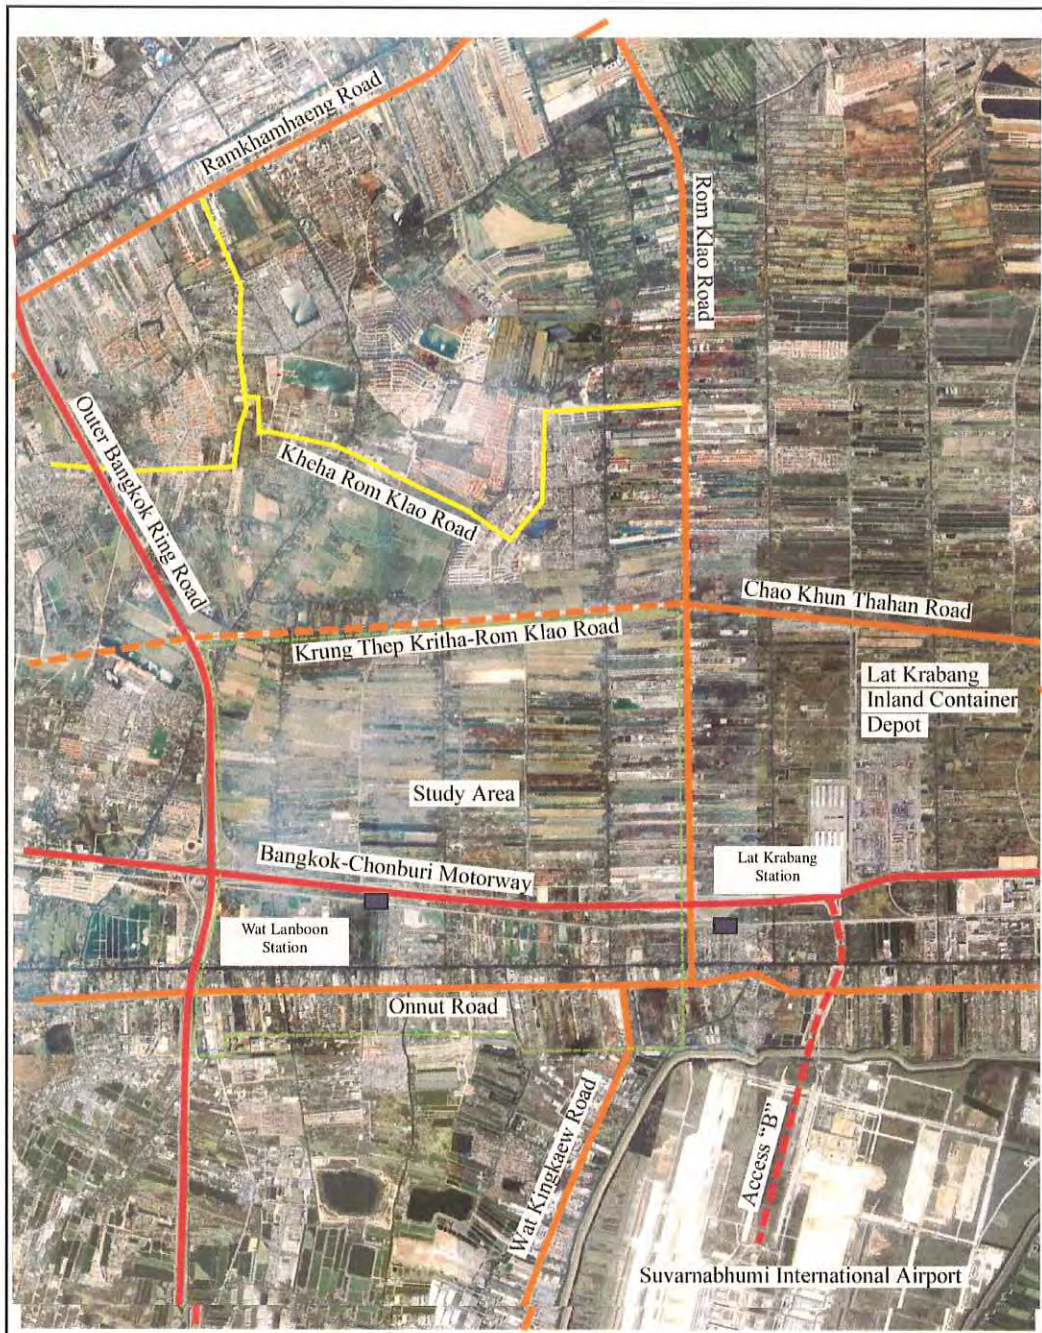 Ramkhamhaeng Road
Rom Klao Road
Outer Bangkok Ring Road
Kheha Rom Klao Road
Chao Khun Thahan Road
Krung Thep Kritha-Rom Klao Road
Lat Krabang
Inland Container
Depot
Study Area
Bangkok-Chonburi Motorway
Lat Krabang
Station
Wat Lanboon
Station
Onnut Road
Wat Kingkaew Road
Access “B”
Suvarnabhumi International Airport